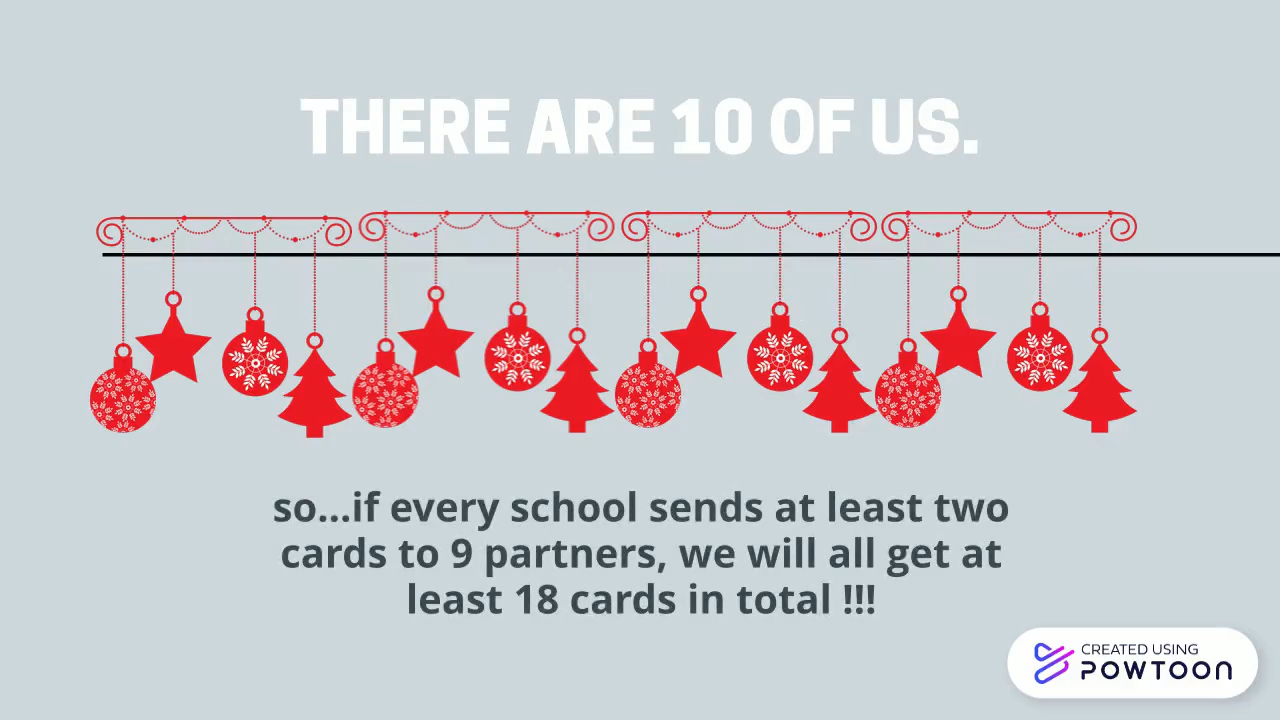 THERE ARE 10 OF US.
so...if every school sends at least two
cards to 9 partners, we will all get at
least 18 cards in total !!!
CREATED USING
POWTOON